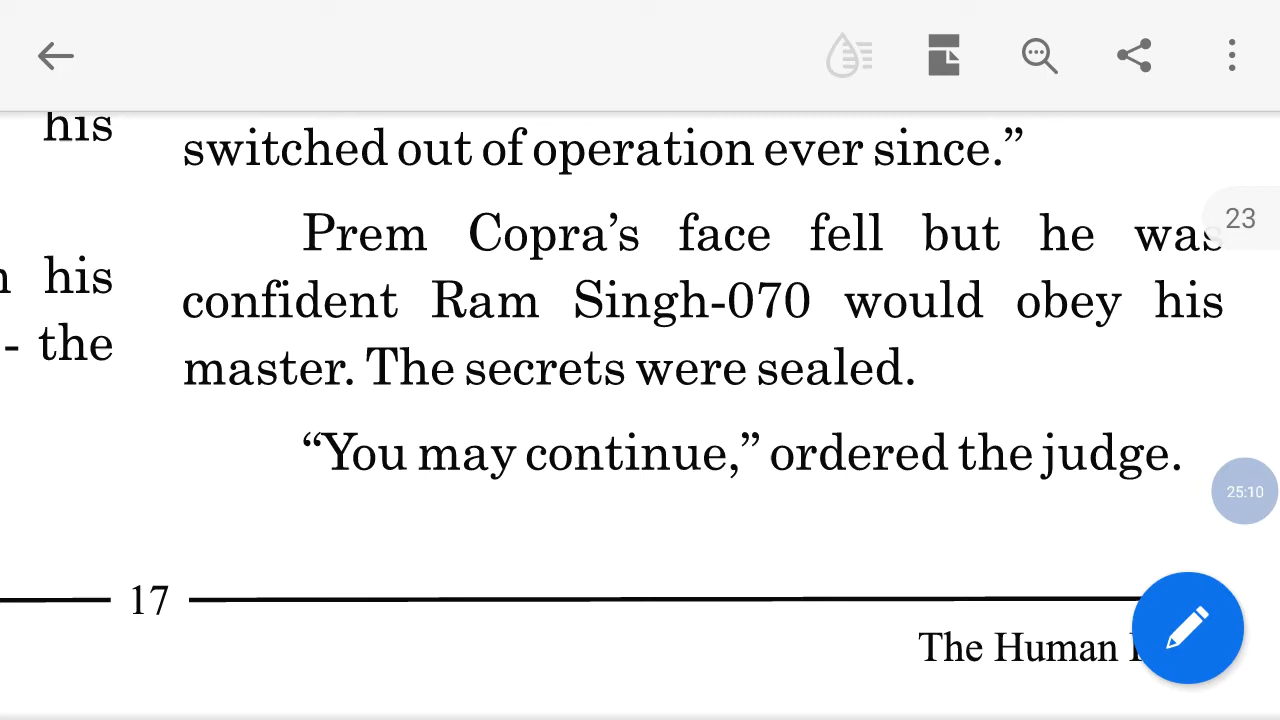 his
switched out of operation ever since.”
23
Prem Copra’s face fell but he was
his
confident Ram Singh-070 would obey his
- the
master. The secrets were sealed.
“You may continue,” ordered the judge.
25:10
17
The Human